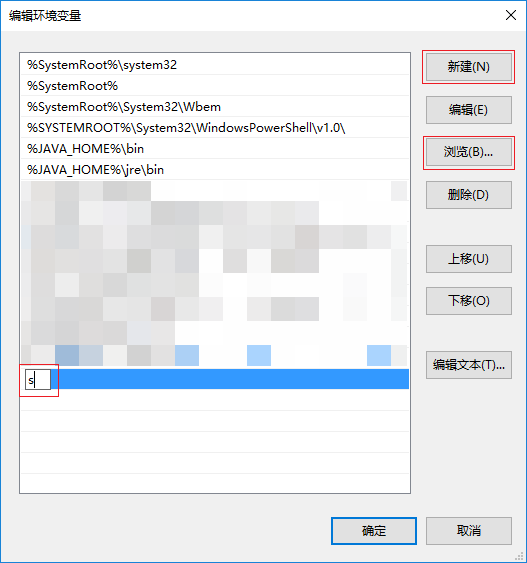 编辑环境变量
%SystemRoot%\system32
%SystemRoot%
%SystemRoot%\System32\Wbem
%SYSTEMROOT%\System32\WindowsPowerShell\v1.0\
%JAVA_HOME%\bin
%JAVA_HOME%\jre\bin
s
新建(N)
编辑(E)
浏览(B)...
删除(D)
上移(U)
下移(O)
编辑文本(T)...
确定
取消